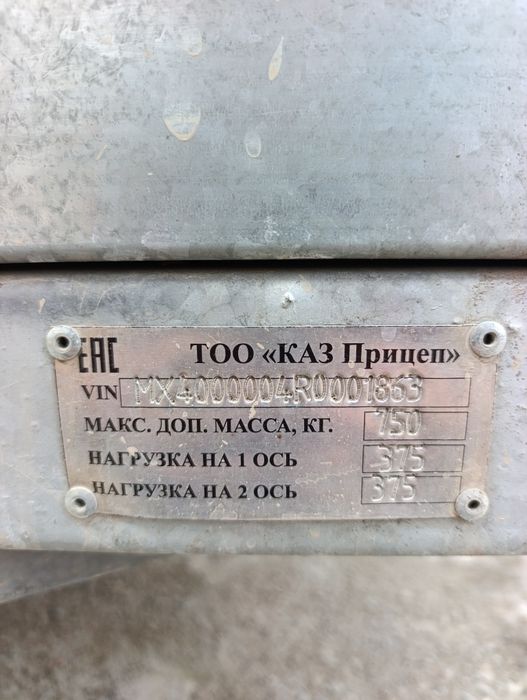 ЕАС ТОО «КАЗ Прицеп»
VIN MX4000004R0001863
МАКС. ДОП. МАССА, КГ. 750
НАГРУЗКА НА 1 ОСЬ 375
НАГРУЗКА НА 2 ОСЬ 375